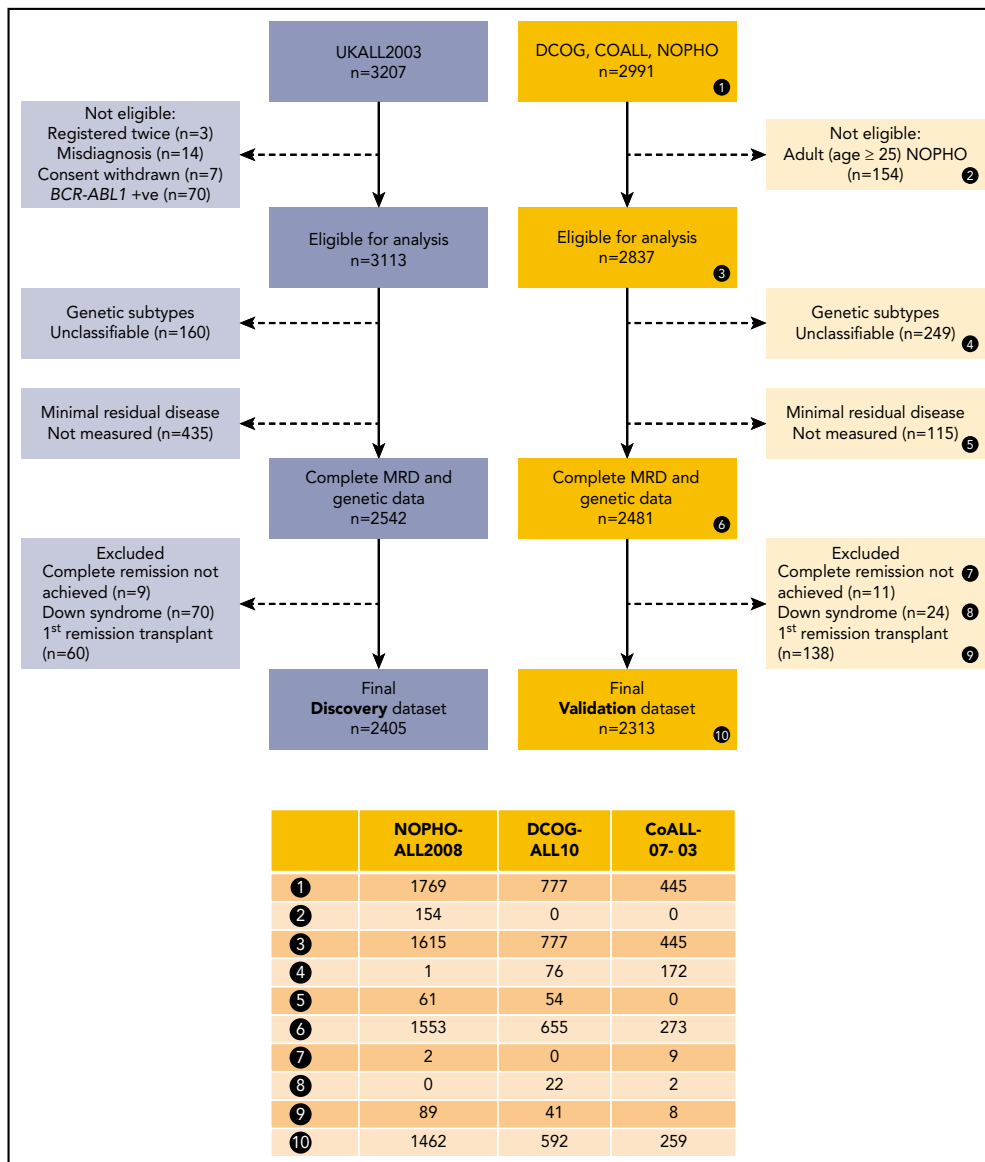 UKALL2003
n=3207
DCOG, COALL, NOPHO
n=2991
1
Not eligible:
Registered twice (n=3)
Misdiagnosis (n=14)
Consent withdrawn (n=7)
BCR-ABL1 +ve (n=70)
Not eligible:
Adult (age ≥ 25) NOPHO
(n=154)
2
Eligible for analysis
n=3113
Eligible for analysis
n=2837
3
Genetic subtypes
Unclassifiable (n=160)
Genetic subtypes
Unclassifiable (n=249)
4
Minimal residual disease
Not measured (n=435)
Minimal residual disease
Not measured (n=115)
5
Complete MRD and
genetic data
n=2542
Complete MRD and
genetic data
n=2481
6
Excluded
Complete remission not
achieved (n=9)
Down syndrome (n=70)
1st remission transplant
(n=60)
Excluded
Complete remission not 7
achieved (n=11)
Down syndrome (n=24) 8
1st remission transplant
(n=138) 9
Final
Discovery dataset
n=2405
Final
Validation dataset
n=2313
10
NOPHO-
ALL2008
DCOG-
ALL10
CoALL-
07- 03
1 1769 777 445
2 154 0 0
3 1615 777 445
4 1 76 172
5 61 54 0
6 1553 655 273
7 2 0 9
8 0 22 2
9 89 41 8
10 1462 592 259